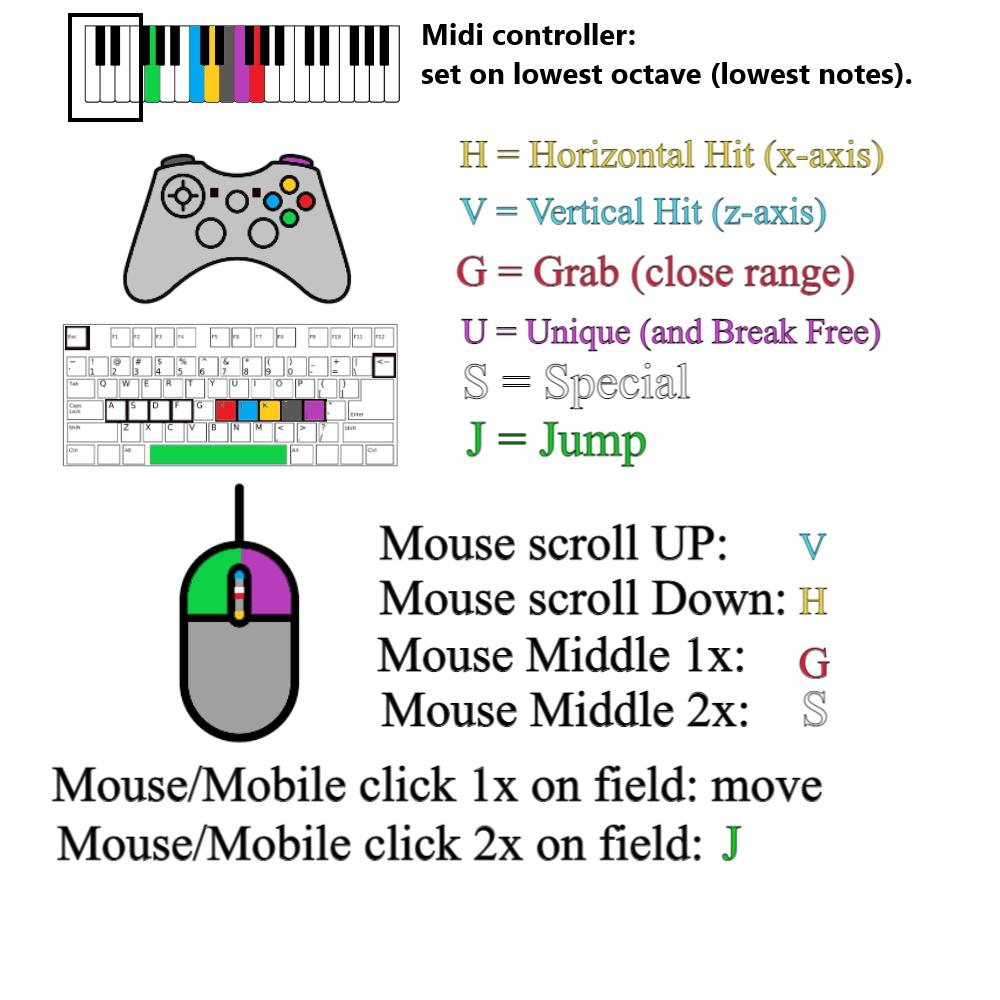 Midi controller:
set on lowest octave (lowest notes).
H = Horizontal Hit (x-axis)
V = Vertical Hit (z-axis)
G = Grab (close range)
U = Unique (and Break Free)
S = Special
J = Jump
Esc F1 F2 F3 F4 F5 F6 F7 F8 F9 F10 F11 F12
~ ! @ # $ % ^ & * ( ) _ + | <--
` 1 2 3 4 5 6 7 8 9 0 - = \
Tab Q W E R T Y U I O P { }
[ ]
Caps Lock A S D F G K " Enter
Shift Z X C V B N M < > ? Shift
, . /
Ctrl Alt Alt Ctrl
Mouse scroll UP: V
Mouse scroll Down: H
Mouse Middle 1x: G
Mouse Middle 2x: S
Mouse/Mobile click 1x on field: move
Mouse/Mobile click 2x on field: J